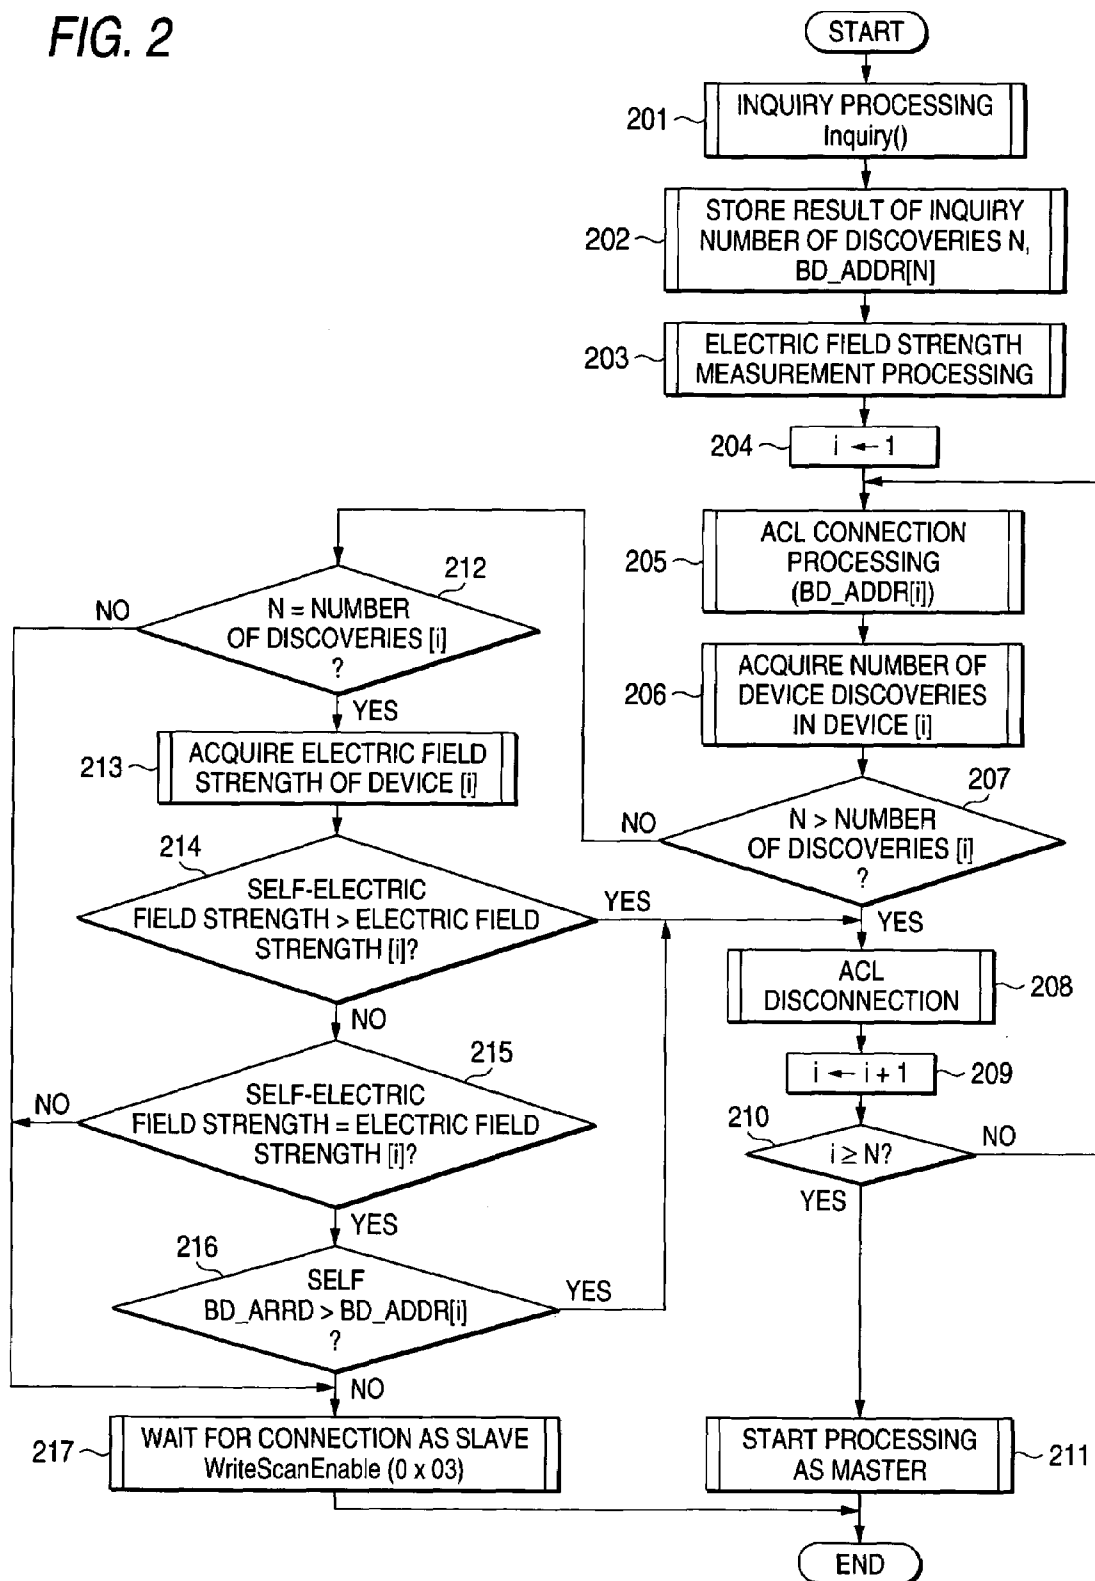 FIG. 2
START
201
INQUIRY PROCESSING
Inquiry()
202
STORE RESULT OF INQUIRY
NUMBER OF DISCOVERIES N,
BD_ADDR[N]
203
ELECTRIC FIELD STRENGTH
MEASUREMENT PROCESSING
204
i ← 1
205
ACL CONNECTION
PROCESSING
(BD_ADDR[i])
206
ACQUIRE NUMBER OF
DEVICE DISCOVERIES
IN DEVICE [i]
207
N > NUMBER
OF DISCOVERIES [i]
?
NO
YES
208
ACL
DISCONNECTION
i ← i + 1
209
210
i ≥ N?
NO
YES
START PROCESSING
AS MASTER
211
212
N = NUMBER
OF DISCOVERIES [i]
?
NO
YES
213
ACQUIRE ELECTRIC FIELD
STRENGTH OF DEVICE [i]
214
SELF-ELECTRIC
FIELD STRENGTH > ELECTRIC FIELD
STRENGTH [i]?
YES
NO
215
SELF-ELECTRIC
FIELD STRENGTH = ELECTRIC FIELD
STRENGTH [i]?
NO
YES
216
SELF
BD_ARRD > BD_ADDR[i]
?
YES
NO
217
WAIT FOR CONNECTION AS SLAVE
WriteScanEnable (0 x 03)
END